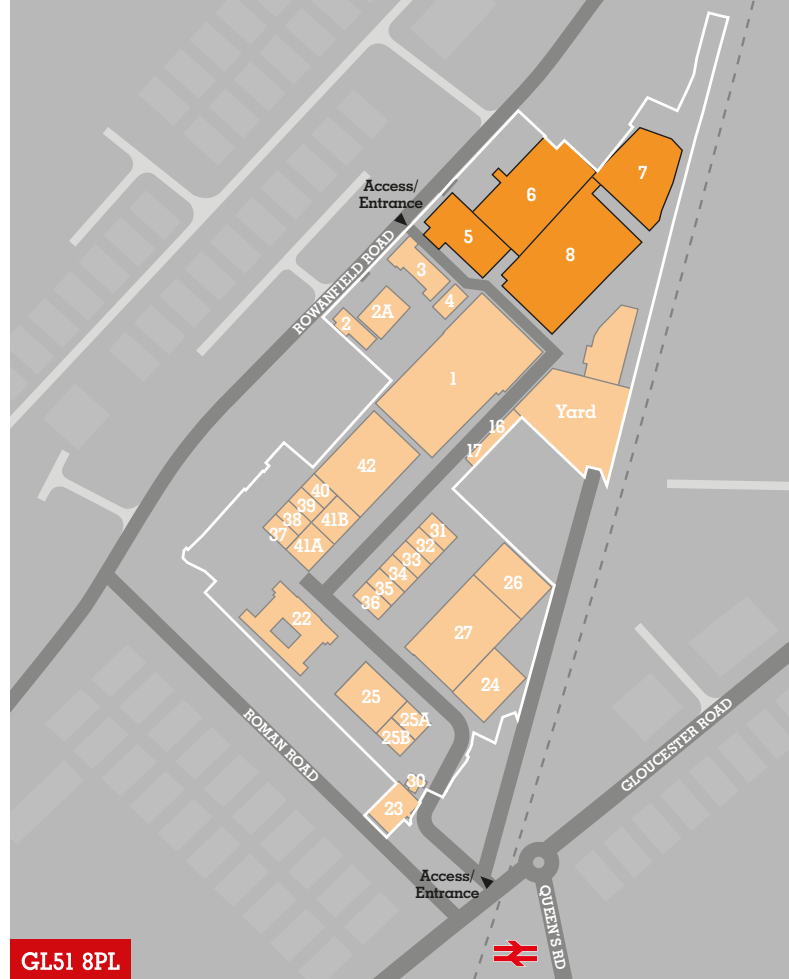 7
6
Access/
Entrance
5
8
ROWANFIELD ROAD
3
4
2A
2
1
Yard
16
17
42
40
39
38
37
41B
41A
31
32
33
34
35
36
26
22
27
24
25
25A
25B
30
23
ROMAN ROAD
GLOUCESTER ROAD
Access/
Entrance
QUEEN'S RD
GL51 8PL